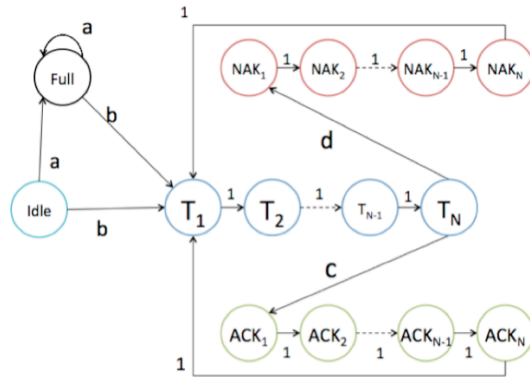 a
1
Full
NAK₁
1
NAK₂
1
NAKN-1
1
NAKN
b
a
d
Idle
b
T₁
1
T₂
1
TN-1
1
TN
c
ACK₁
1
ACK₂
1
ACKN-1
1
ACKN
1